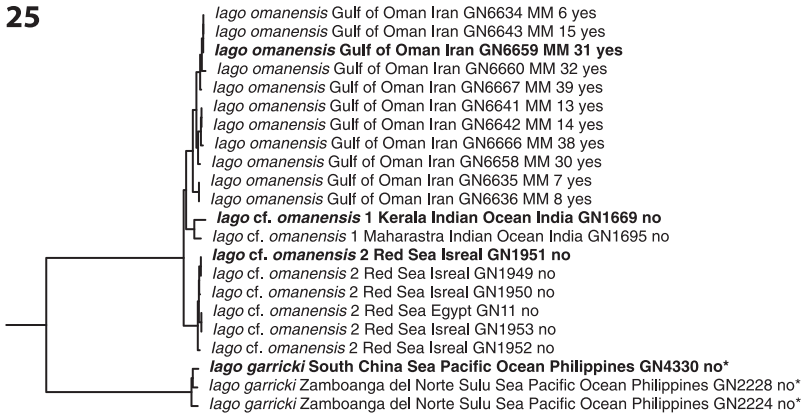 25
Iago omanensis Gulf of Oman Iran GN6634 MM 6 yes
Iago omanensis Gulf of Oman Iran GN6643 MM 15 yes
Iago omanensis Gulf of Oman Iran GN6659 MM 31 yes
Iago omanensis Gulf of Oman Iran GN6660 MM 32 yes
Iago omanensis Gulf of Oman Iran GN6667 MM 39 yes
Iago omanensis Gulf of Oman Iran GN6641 MM 13 yes
Iago omanensis Gulf of Oman Iran GN6642 MM 14 yes
Iago omanensis Gulf of Oman Iran GN6666 MM 38 yes
Iago omanensis Gulf of Oman Iran GN6658 MM 30 yes
Iago omanensis Gulf of Oman Iran GN6635 MM 7 yes
Iago omanensis Gulf of Oman Iran GN6636 MM 8 yes
Iago cf. omanensis 1 Kerala Indian Ocean India GN1669 no
Iago cf. omanensis 1 Maharastra Indian Ocean India GN1695 no
Iago cf. omanensis 2 Red Sea Isreal GN1951 no
Iago cf. omanensis 2 Red Sea Isreal GN1949 no
Iago cf. omanensis 2 Red Sea Isreal GN1950 no
Iago cf. omanensis 2 Red Sea Egypt GN11 no
Iago cf. omanensis 2 Red Sea Isreal GN1953 no
Iago cf. omanensis 2 Red Sea Isreal GN1952 no
Iago garricki South China Sea Pacific Ocean Philippines GN4330 no*
Iago garricki Zamboanga del Norte Sulu Sea Pacific Ocean Philippines GN2228 no*
Iago garricki Zamboanga del Norte Sulu Sea Pacific Ocean Philippines GN2224 no*